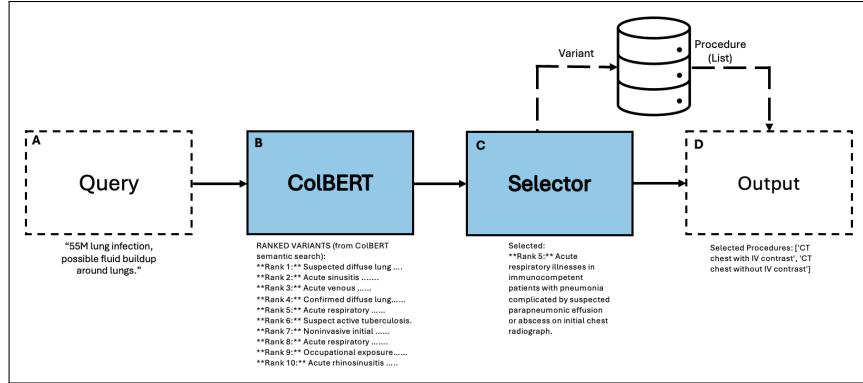 Variant
Procedure
(List)
A
Query
B
ColBERT
C
Selector
D
Output
“55M lung infection,
possible fluid buildup
around lungs.”
RANKED VARIANTS (from ColBERT
semantic search):
**Rank 1:** Suspected diffuse lung ....
**Rank 2:** Acute sinusitis .......
**Rank 3:** Acute venous ......
**Rank 4:** Confirmed diffuse lung......
**Rank 5:** Acute respiratory ......
**Rank 6:** Suspect active tuberculosis.
**Rank 7:** Noninvasive initial ......
**Rank 8:** Acute respiratory .......
**Rank 9:** Occupational exposure......
**Rank 10:** Acute rhinosinusitis .....
Selected:
**Rank 5:** Acute
respiratory illnesses in
immunocompetent
patients with pneumonia
complicated by suspected
parapneumonic effusion
or abscess on initial chest
radiograph.
Selected Procedures: ['CT
chest with IV contrast', 'CT
chest without IV contrast']